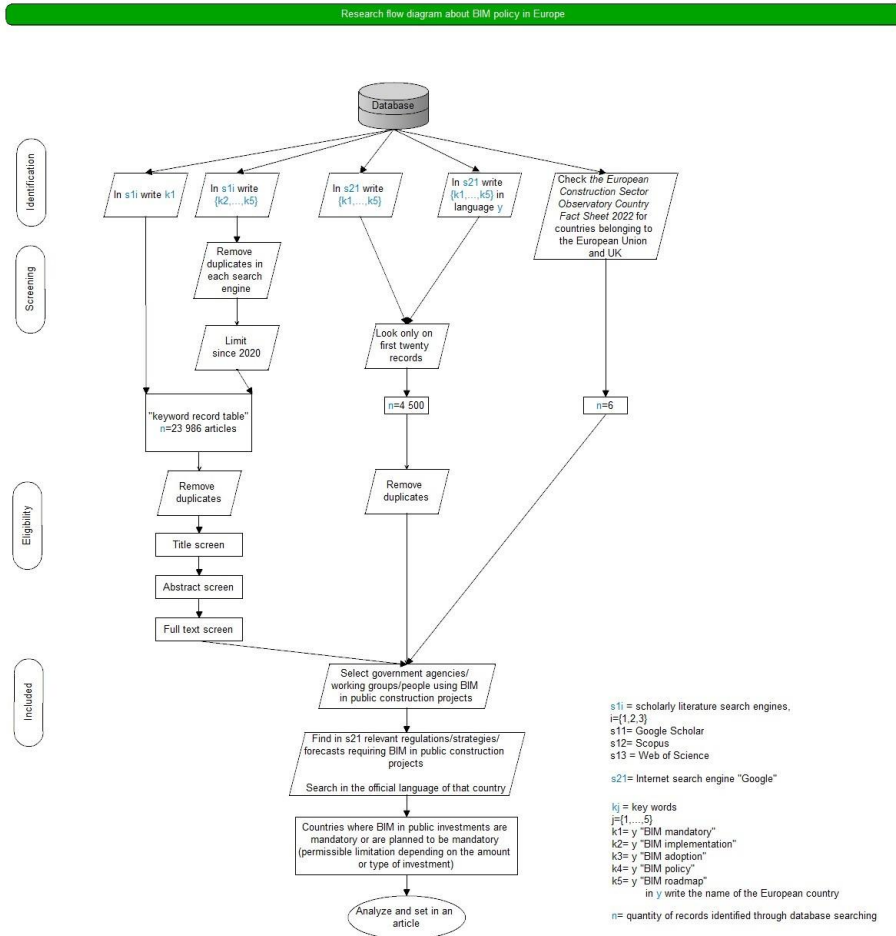 Research flow diagram about BIM policy in Europe
Database
Identification
In s1i write k1
In s1i write
{k2,...,k5}
In s21 write
{k1,...,k5}
In s21 write
{k1,...,k5} in
language y
Check the European
Construction Sector
Observatory Country
Fact Sheet 2022 for
countries belonging to
the European Union
and UK
Screening
Remove
duplicates in
each search
engine
Limit
since 2020
Look only on
first twenty
records
"keyword record table"
n=23 986 articles
n=4 500
n=6
Eligibility
Remove
duplicates
Remove
duplicates
Title screen
Abstract screen
Full text screen
Included
Select government agencies/
working groups/people using BIM
in public construction projects
Find in s21 relevant regulations/strategies/
forecasts requiring BIM in public construction
projects
Search in the official language of that country
Countries where BIM in public investments are
mandatory or are planned to be mandatory
(permissible limitation depending on the amount
or type of investment)
Analyze and set in an
article
s1i = scholarly literature search engines,
i={1,2,3}
s11= Google Scholar
s12= Scopus
s13 = Web of Science
s21= Internet search engine "Google"
kj = key words
j={1,...,5}
k1= y "BIM mandatory"
k2= y "BIM implementation"
k3= y "BIM adoption"
k4= y "BIM policy"
k5= y "BIM roadmap"
in y write the name of the European country
n= quantity of records identified through database searching